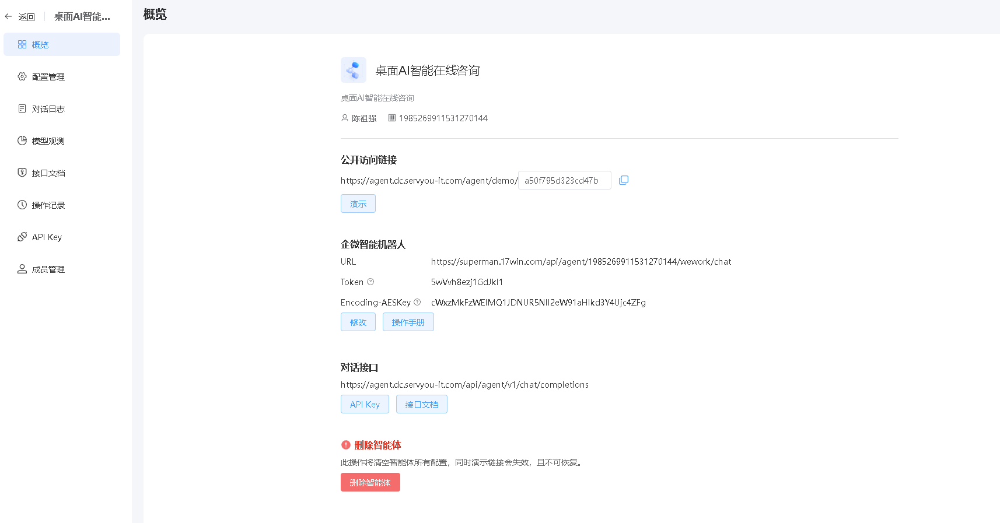 返回
桌面AI智能...
概览
配置管理
对话日志
模型观测
接口文档
操作记录
API Key
成员管理
概览
桌面AI智能在线咨询
桌面AI智能在线咨询
陈祖强 1985269911531270144
公开访问链接
https://agent.dc.servyou-it.com/agent/demo/ a50f795d323cd47b
演示
企微智能机器人
URL https://superman.17win.com/api/agent/1985269911531270144/wework/chat
Token 5wVvh8ezj1GdJkI1
Encoding-AESKey cWxzMkFzWElMQ1JDNUR5Nll2eW91aHlkd3Y4Ujc4ZFg
修改 操作手册
对话接口
https://agent.dc.servyou-it.com/api/agent/v1/chat/completions
API Key 接口文档
删除智能体
此操作将清空智能体所有配置，同时演示链接会失效，且不可恢复。
删除智能体